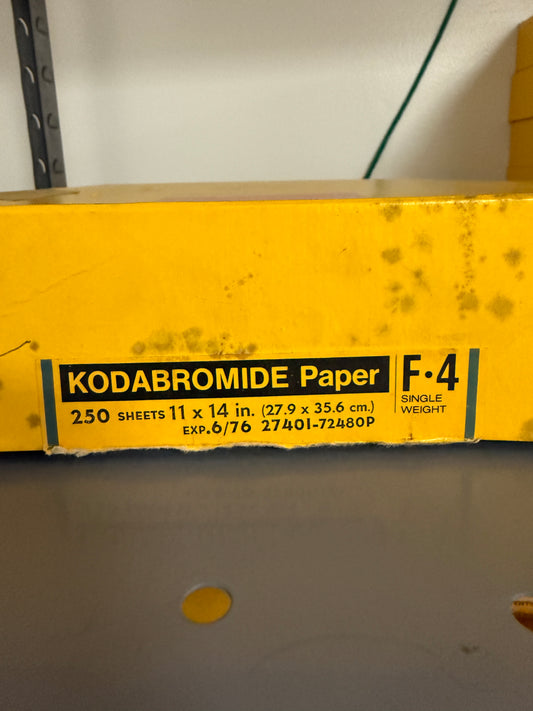 KODABROMIDE Paper
250 SHEETS 11 x 14 in. (27.9 x 35.6 cm.)
EXP. 6/76 27401-72480P
F·4
SINGLE
WEIGHT